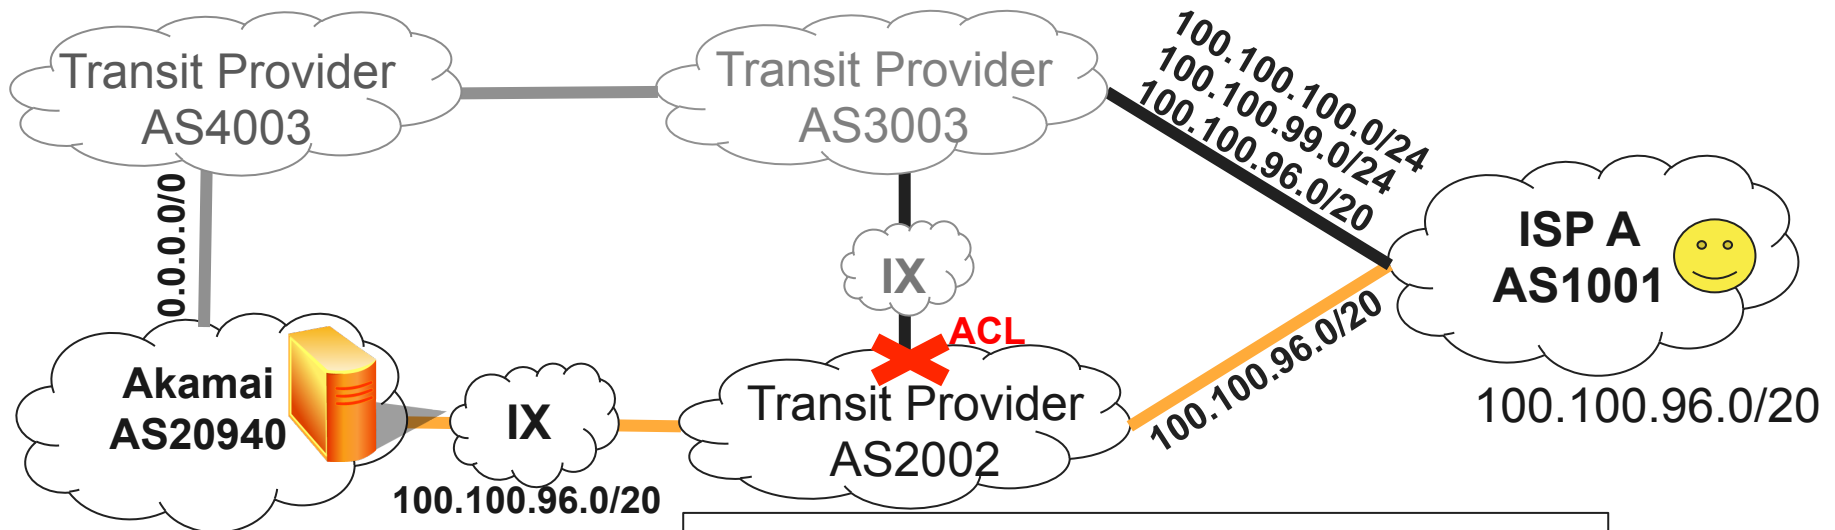 Transit Provider
AS4003
Transit Provider
AS3003
100.100.100.0/24
100.100.99.0/24
100.100.96.0/20
0.0.0.0/0
IX
ISP A
AS1001
ACL
Akamai
AS20940
IX
Transit Provider
AS2002
100.100.96.0/20
100.100.96.0/20
100.100.96.0/20